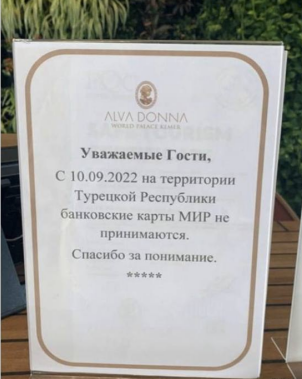 ALVA DONNA
WORLD PALACE KEMER
Уважаемые Гости,
С 10.09.2022 на территории
Турецкой Республики
банковские карты МИР не
принимаются.
Спасибо за понимание.
*****